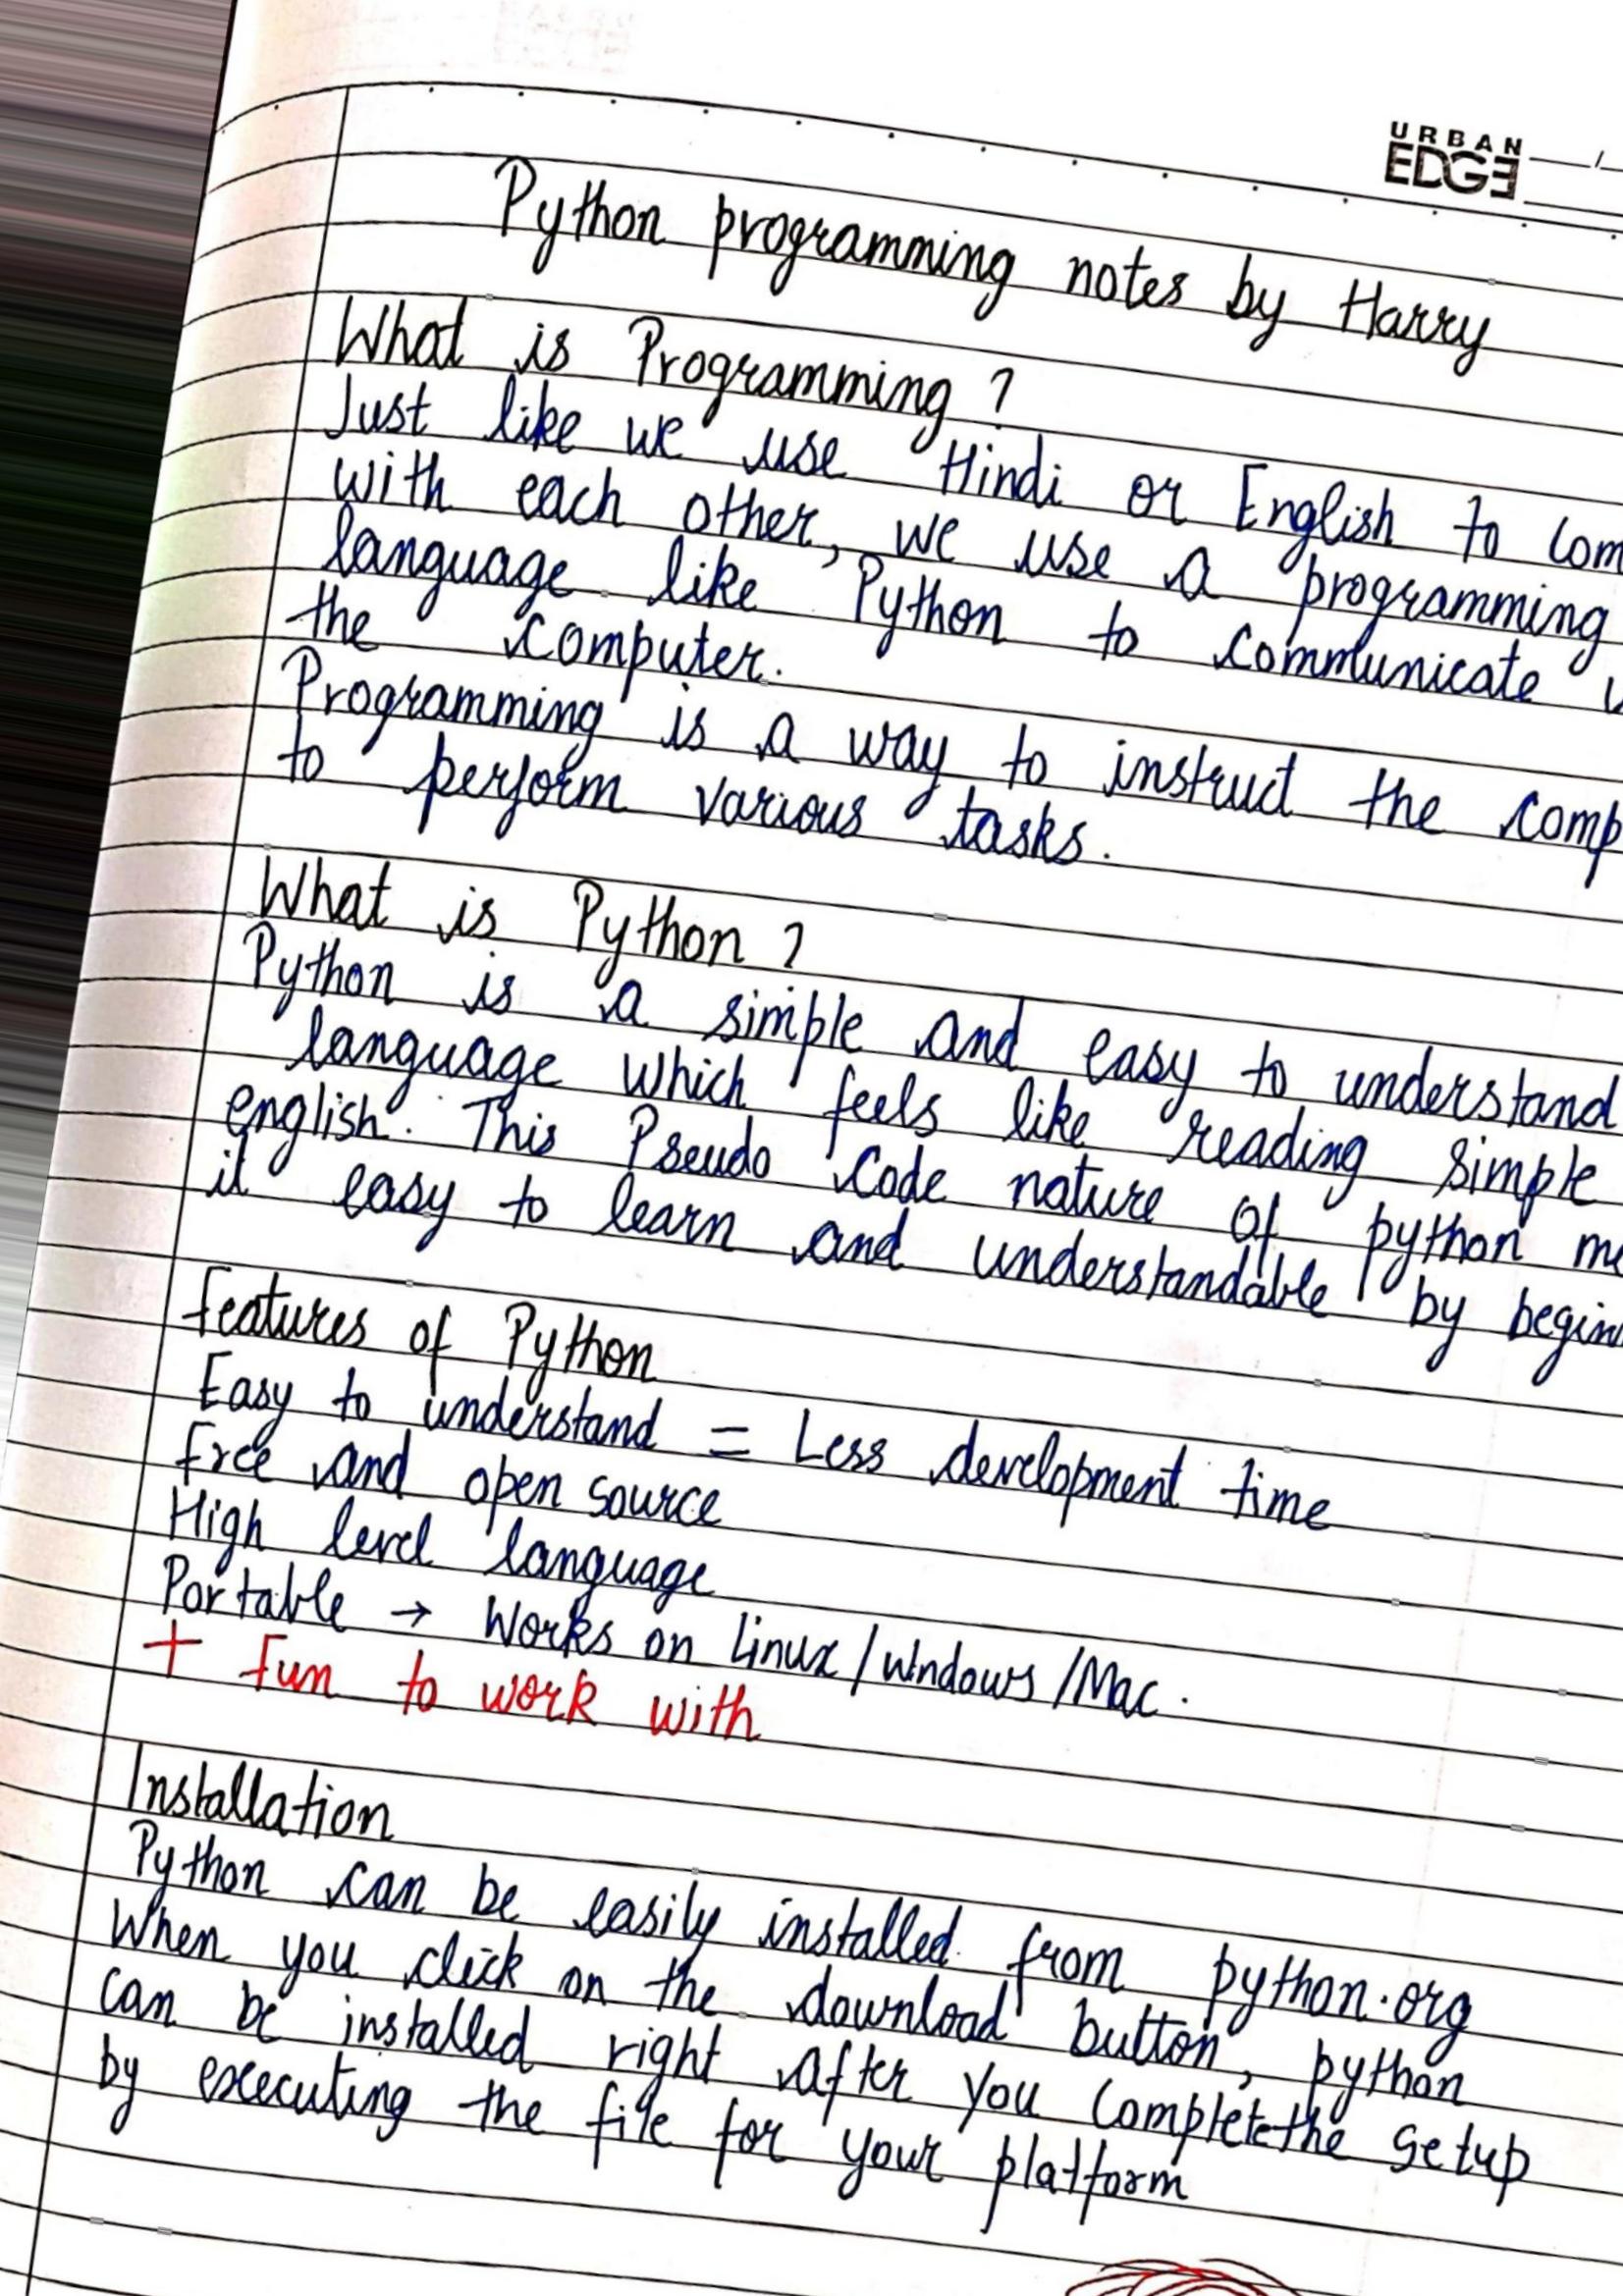 URBAN
EDGE
Python programming notes by Harry
What is Programming ?
Just like we use Hindi or English to com
with each other, we use a programming
language like Python to communicate
the computer.
Programming is a way to instruct the comp
to perform various tasks.
What is Python ?
Python is a simple and easy to understand
language which feels like reading simple
english. This Pseudo Code nature of python
it easy to learn and understandable by begin
Features of Python
Easy to understand = Less development time
Free and open source
High level language
Portable → Works on Linux / Wndows / Mac.
+ Fun to work with
Installation
Python can be easily installed from python.org
When you click on the download button, python
can be installed right after you complete the setup
by executing the file for your platform